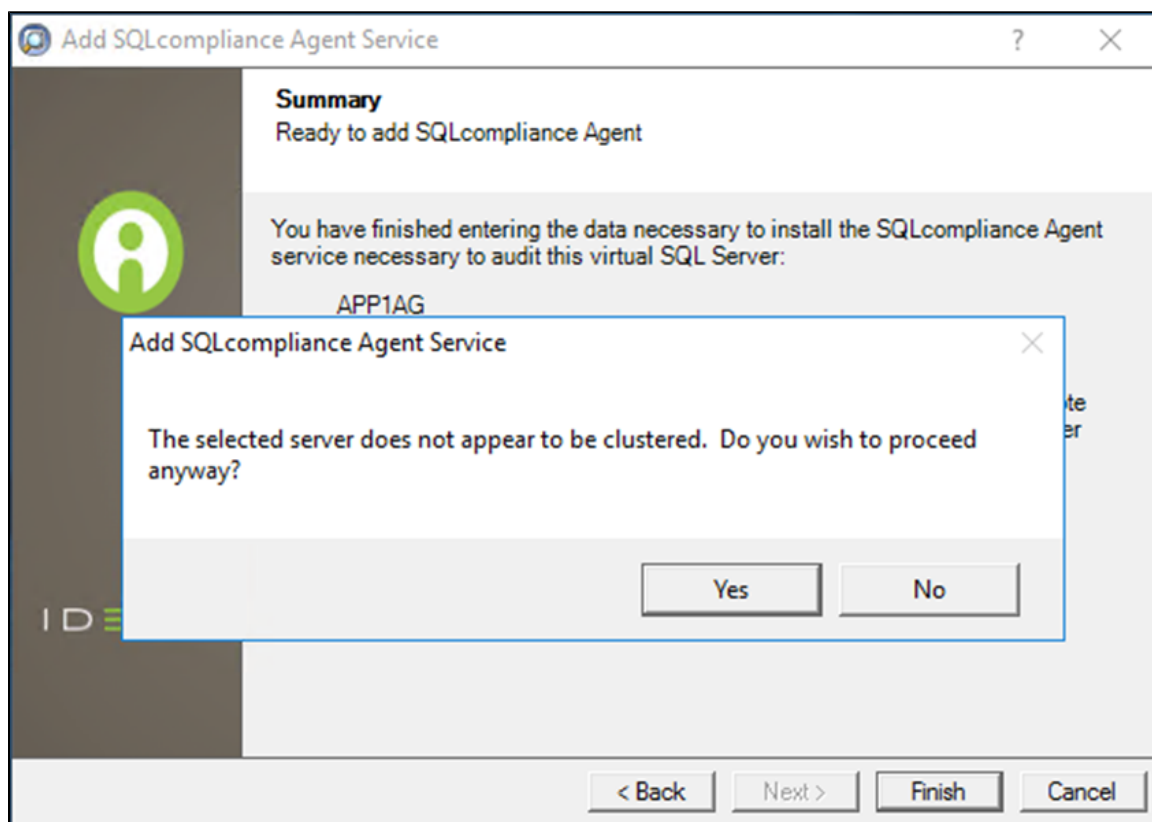 Add SQLcompliance Agent Service
?
Summary
Ready to add SQLcompliance Agent
You have finished entering the data necessary to install the SQLcompliance Agent
service necessary to audit this virtual SQL Server:
APP1AG
Add SQLcompliance Agent Service
The selected server does not appear to be clustered. Do you wish to proceed
anyway?
Yes
No
< Back
Next >
Finish
Cancel